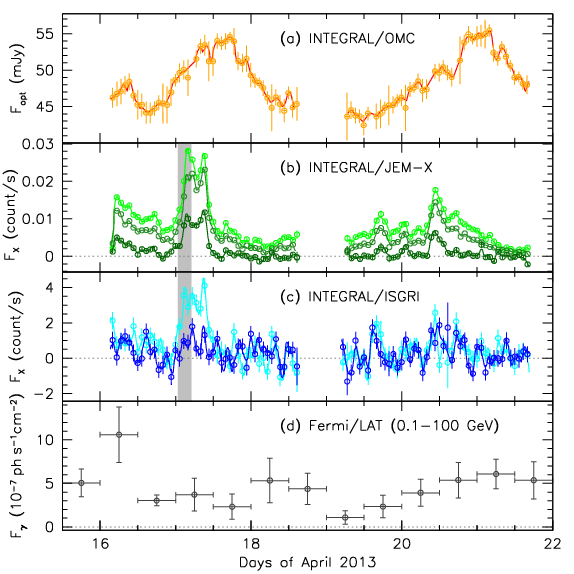 (a) INTEGRAL/OMC
55
50
45
F_opt (mJy)
(b) INTEGRAL/JEM−X
0.03
0.02
0.01
0
F_X (count/s)
(c) INTEGRAL/ISGRI
4
2
0
−2
F_X (count/s)
(d) Fermi/LAT (0.1−100 GeV)
10
5
0
F_γ (10⁻⁷ ph s⁻¹cm⁻²)
16 18 20 22
Days of April 2013